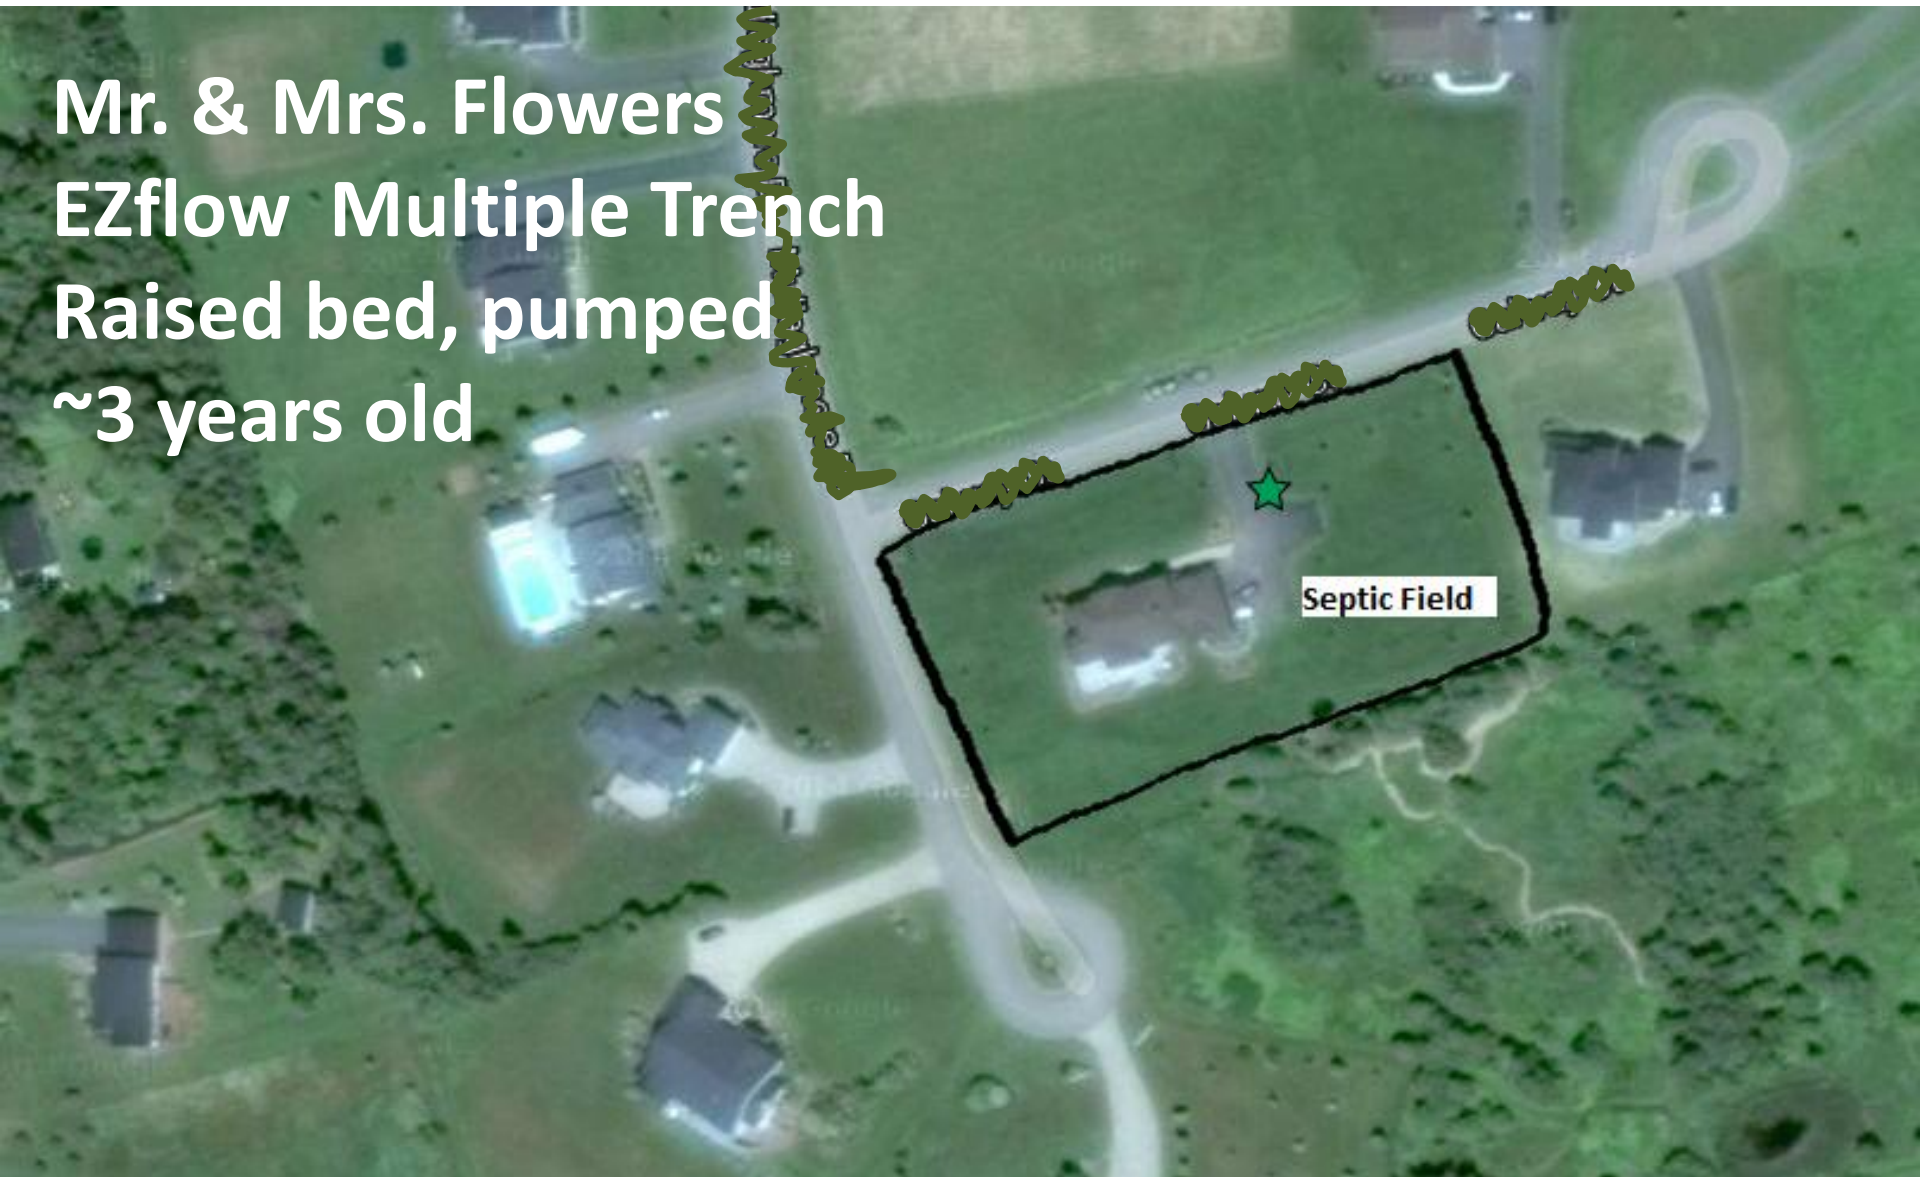 Mr. & Mrs. Flowers
EZflow Multiple Trench
Raised bed, pumped
~3 years old
Septic Field